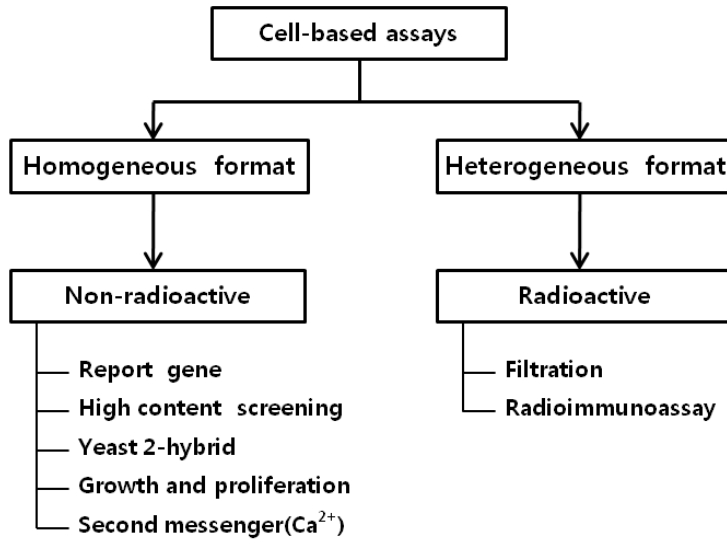 Cell-based assays
Homogeneous format
Heterogeneous format
Non-radioactive
Radioactive
Report gene
High content screening
Yeast 2-hybrid
Growth and proliferation
Second messenger(Ca²⁺)
Filtration
Radioimmunoassay